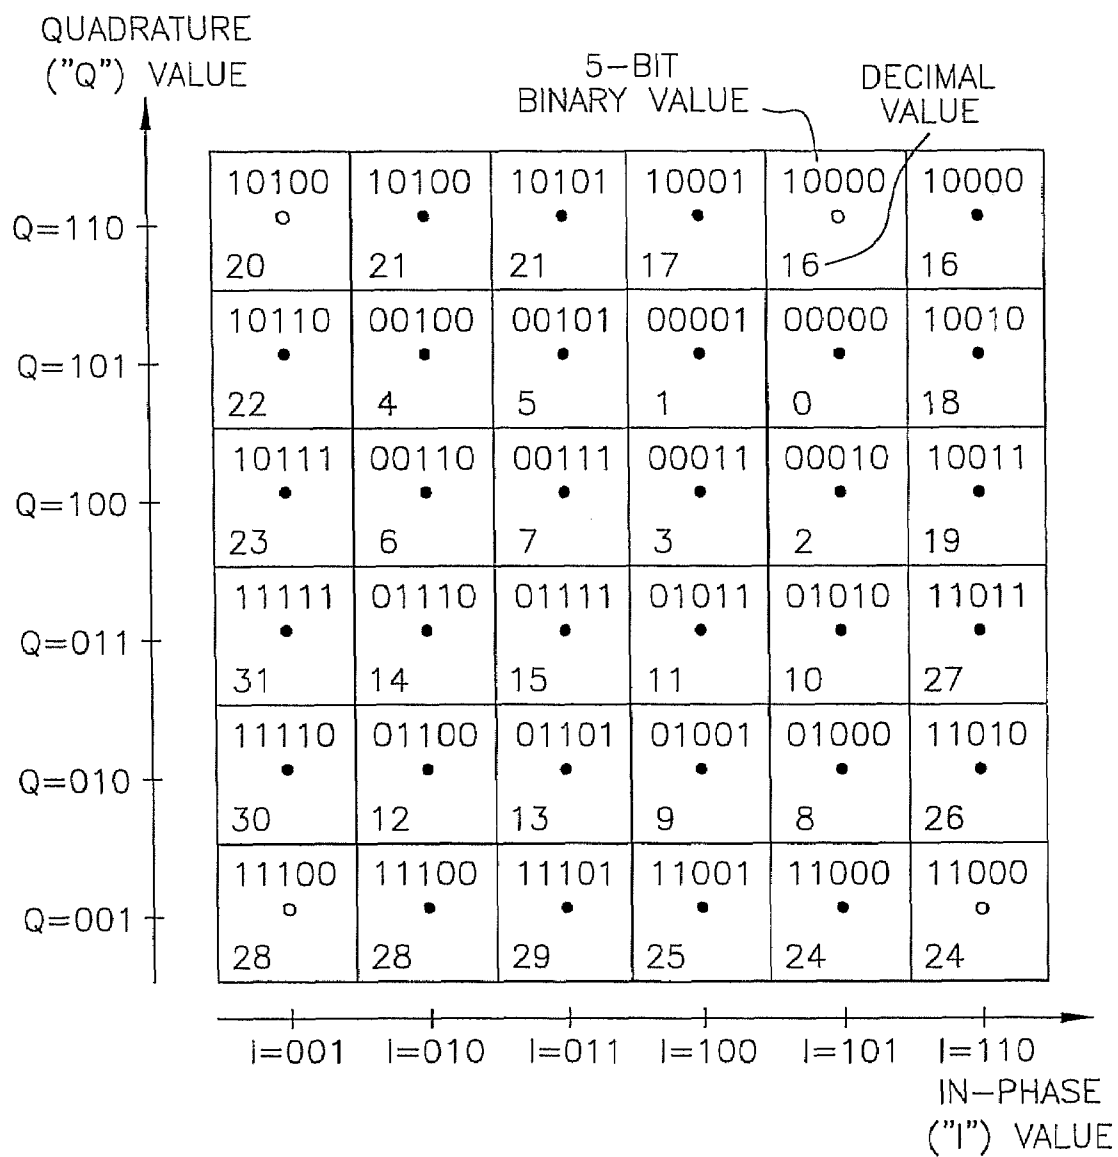 QUADRATURE
("Q") VALUE
5-BIT
BINARY VALUE
DECIMAL
VALUE
Q=110
10100 10100 10101 10001 10000 10000
20 21 21 17 16 16
Q=101
10110 00100 00101 00001 00000 10010
22 4 5 1 0 18
Q=100
10111 00110 00111 00011 00010 10011
23 6 7 3 2 19
Q=011
11111 01110 01111 01011 01010 11011
31 14 15 11 10 27
Q=010
11110 01100 01101 01001 01000 11010
30 12 13 9 8 26
Q=001
11100 11100 11101 11001 11000 11000
28 28 29 25 24 24
I=001 I=010 I=011 I=100 I=101 I=110
IN-PHASE
("I") VALUE